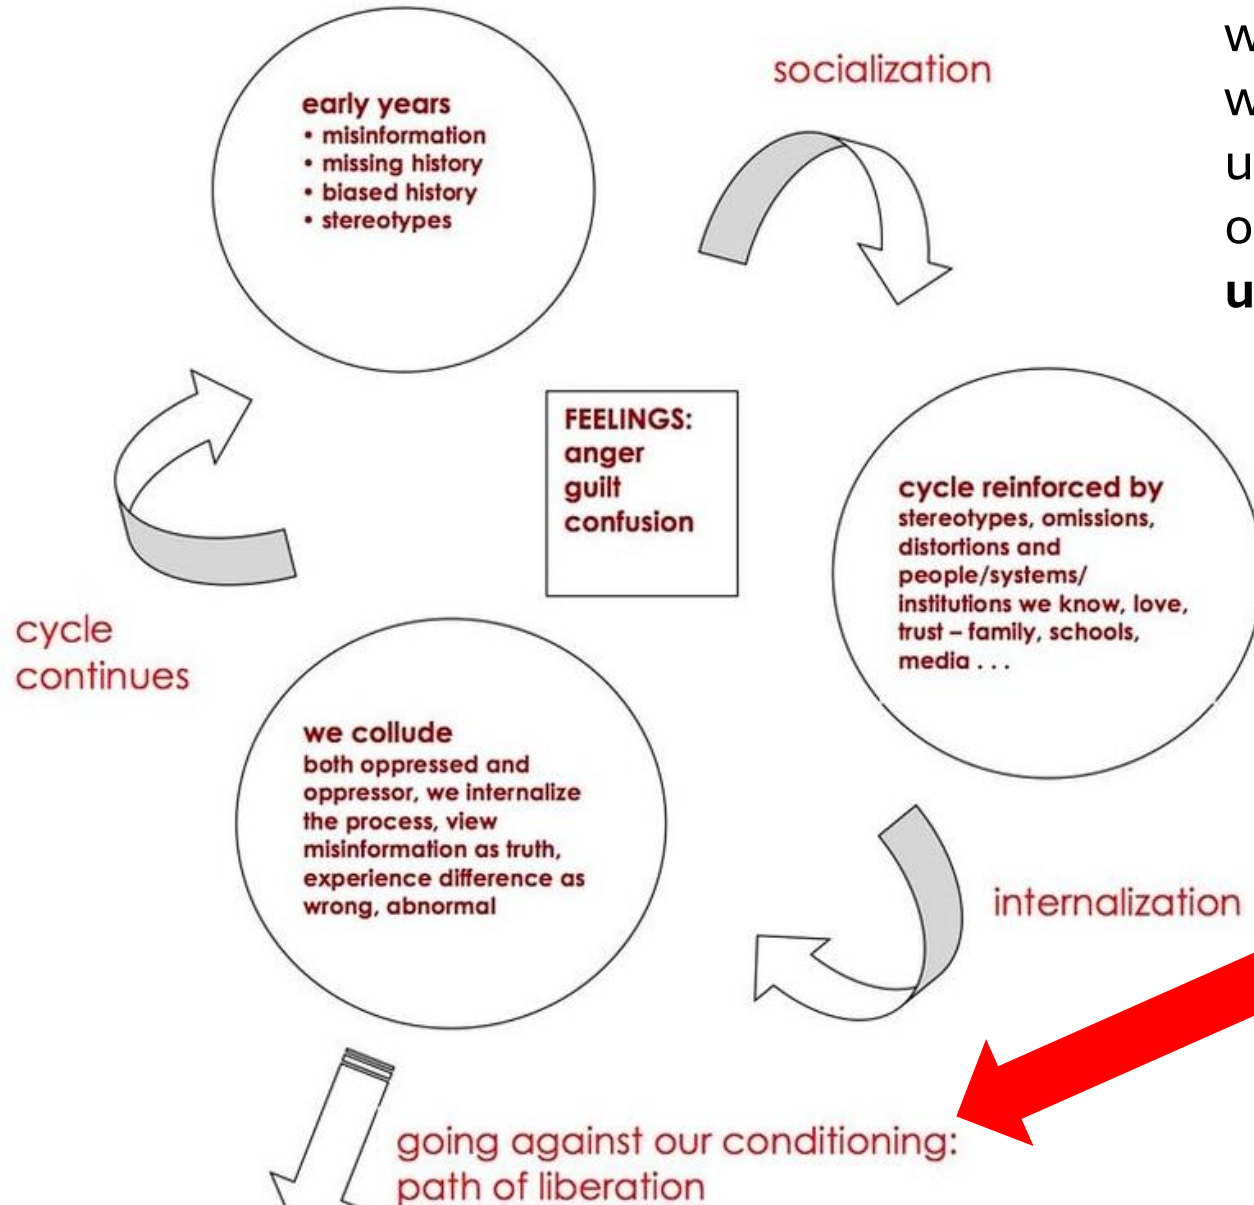 early years
• misinformation
• missing history
• biased history
• stereotypes
socialization
FEELINGS:
anger
guilt
confusion
cycle reinforced by
stereotypes, omissions,
distortions and
people/systems/
institutions we know, love,
trust – family, schools,
media . . .
cycle
continues
we collude
both oppressed and
oppressor, we internalize
the process, view
misinformation as truth,
experience difference as
wrong, abnormal
internalization
going against our conditioning:
path of liberation